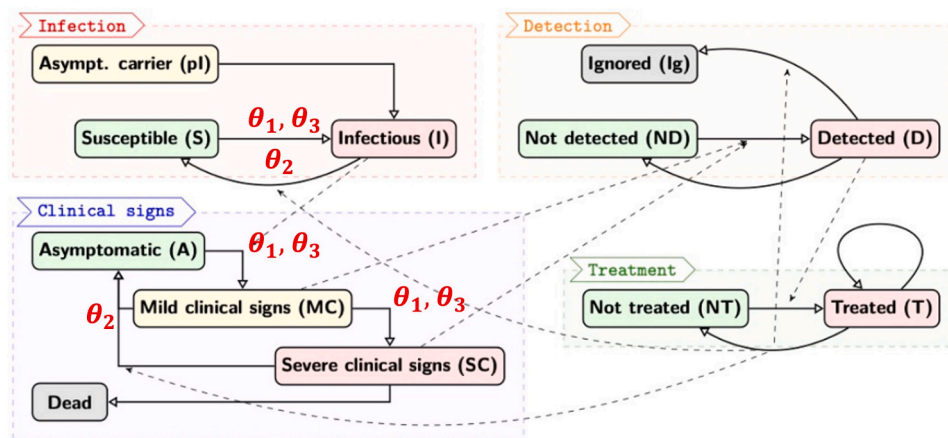 Infection
Asympt. carrier (pI)
Susceptible (S)
θ₁, θ₃
Infectious (I)
θ₂
Detection
Ignored (Ig)
Not detected (ND)
Detected (D)
Clinical signs
Asymptomatic (A)
θ₁, θ₃
Mild clinical signs (MC)
θ₁, θ₃
θ₂
Severe clinical signs (SC)
Dead
Treatment
Not treated (NT)
Treated (T)